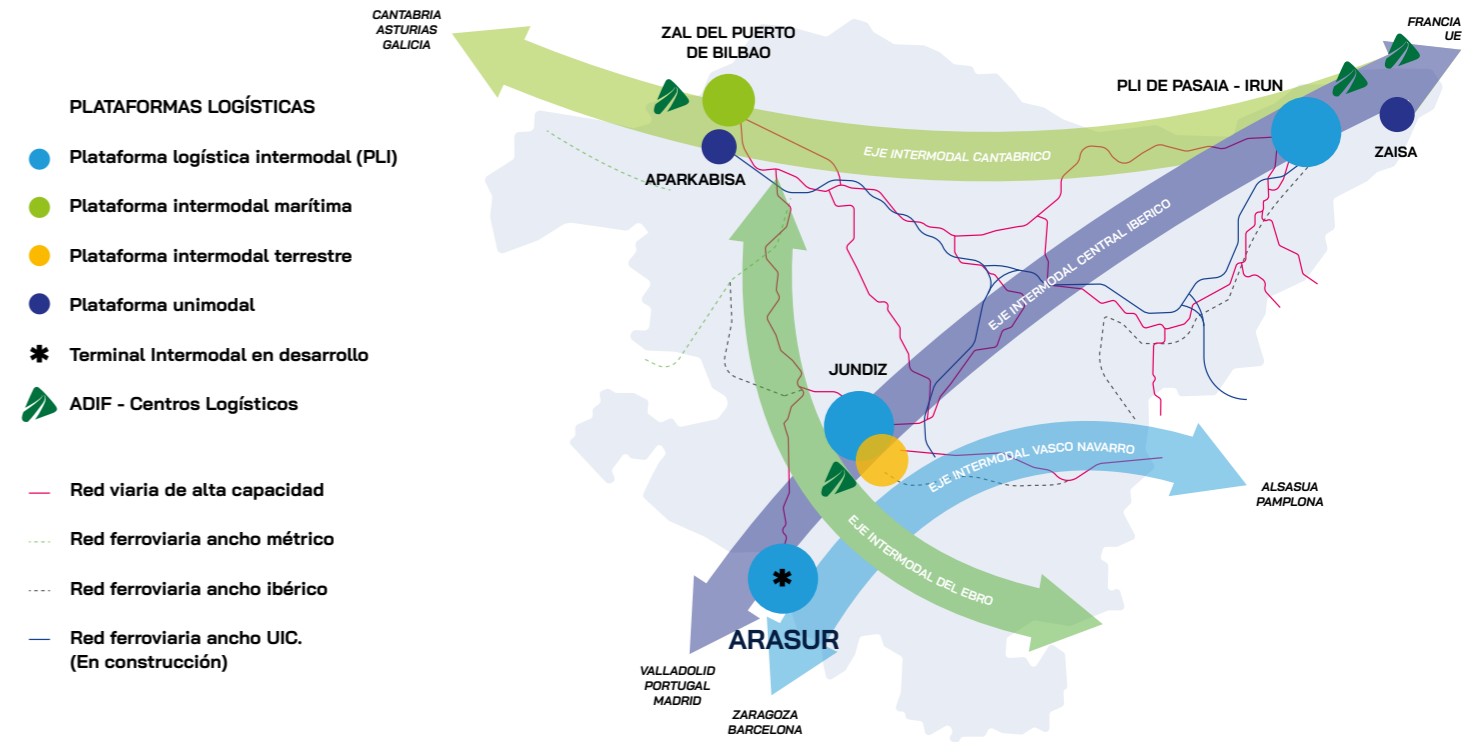 CANTABRIA
ASTURIAS
GALICIA
ZAL DEL PUERTO
DE BILBAO
FRANCIA
UE
PLI DE PASAIA - IRUN
ZAISA
APARKABISA
EJE INTERMODAL CANTABRICO
EJE INTERMODAL CENTRAL IBERICO
JUNDIZ
EJE INTERMODAL VASCO NAVARRO
ALSASUA
PAMPLONA
EJE INTERMODAL DEL EBRO
ARASUR
VALLADOLID
PORTUGAL
MADRID
ZARAGOZA
BARCELONA
PLATAFORMAS LOGÍSTICAS
Plataforma logística intermodal (PLI)
Plataforma intermodal marítima
Plataforma intermodal terrestre
Plataforma unimodal
Terminal Intermodal en desarrollo
ADIF - Centros Logísticos
Red viaria de alta capacidad
Red ferroviaria ancho métrico
Red ferroviaria ancho ibérico
Red ferroviaria ancho UIC.
(En construcción)